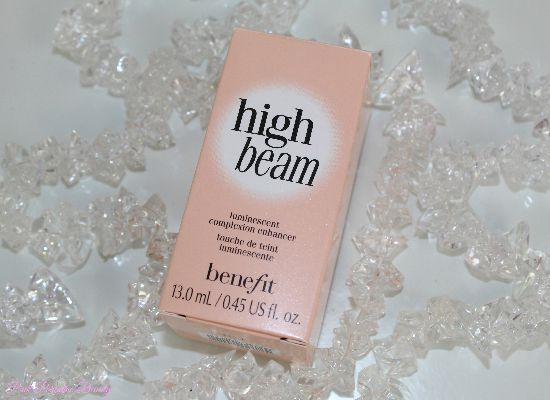 high
beam
luminescent
complexion enhancer
touche de teint
luminescente
benefit
13.0 mL / 0.45 US fl. oz.